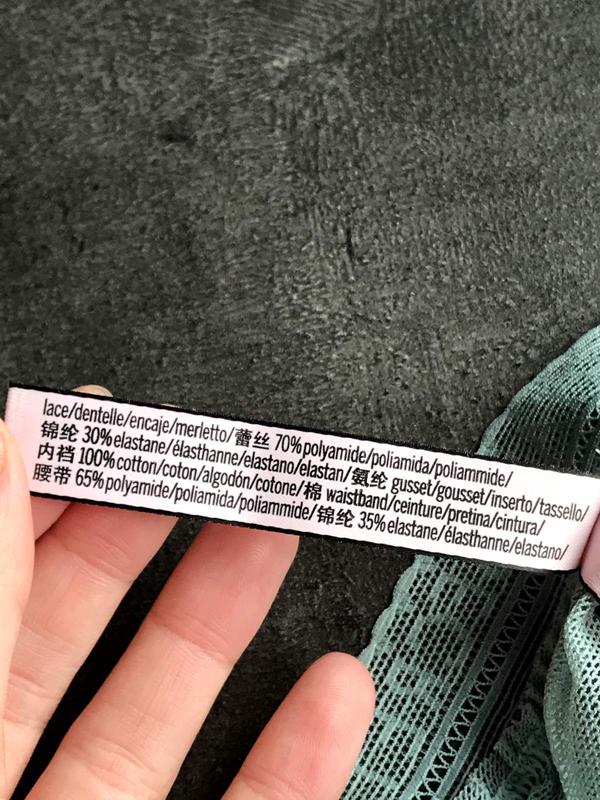 lace/dentelle/encaje/merletto/蕾丝 70%polyamide/poliamida/poliammide/
锦纶 30%elastane/élasthanne/elastano/elastan/氨纶 gusset/gousset/inserto/tassello/
内裆 100%cotton/coton/algodón/cotone/棉 waistband/ceinture/pretina/cintura/
腰带 65%polyamide/poliamida/poliammide/锦纶 35%elastane/élasthanne/elastano/